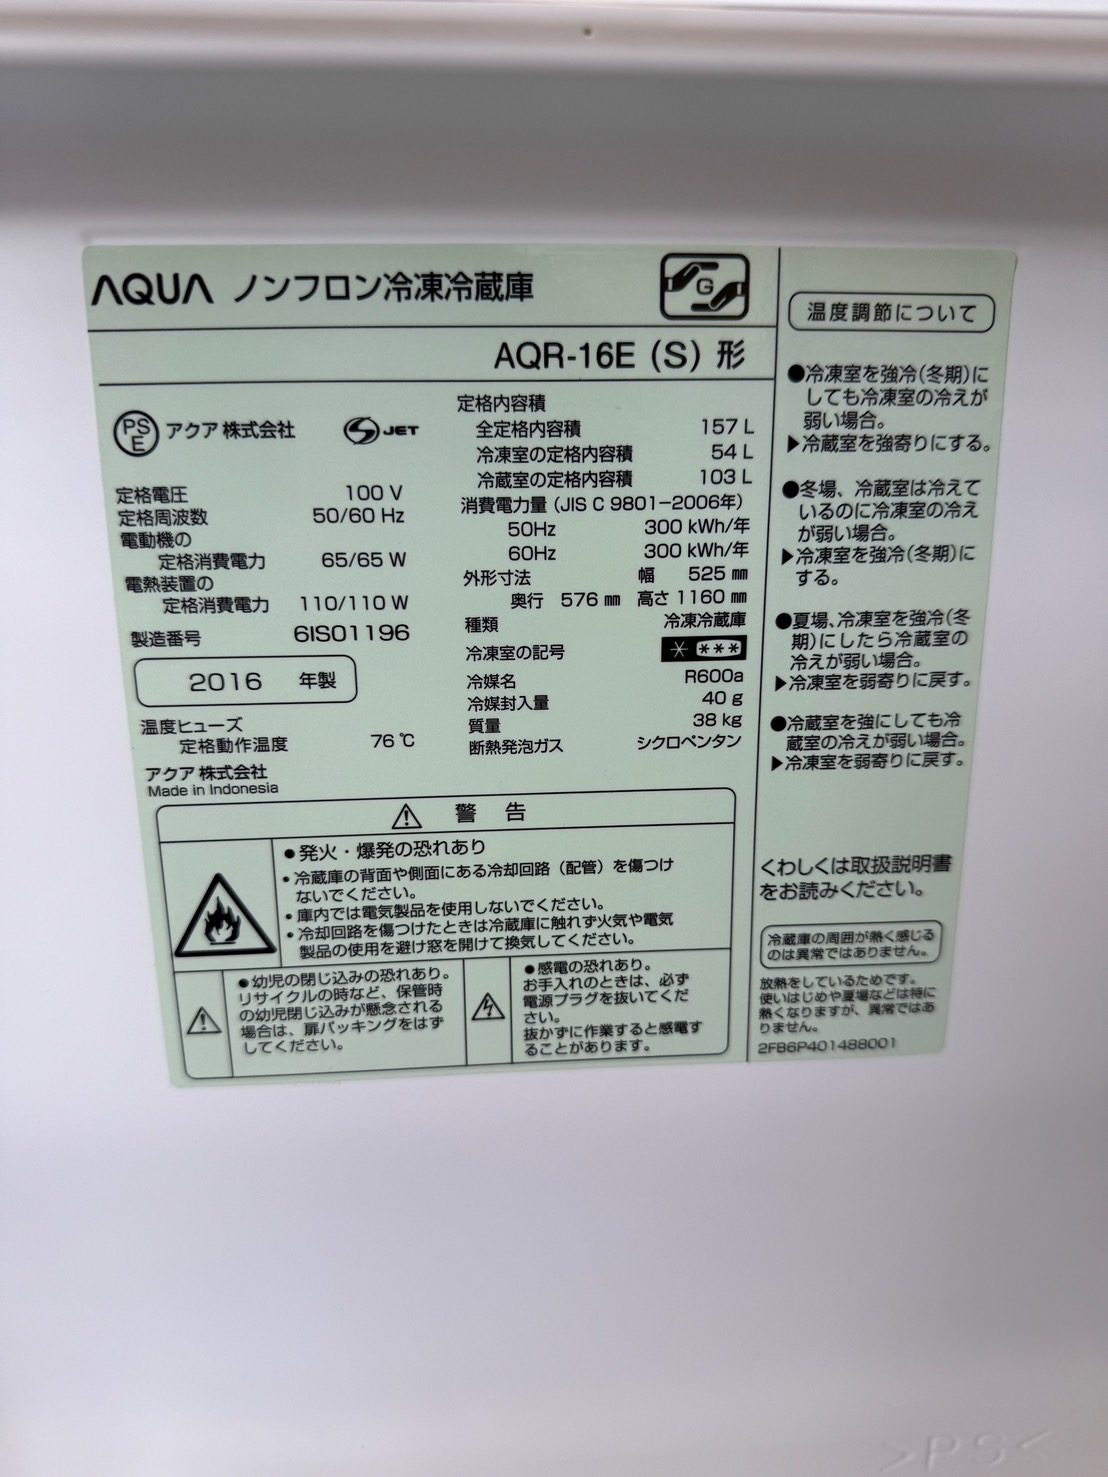 AQUA ノンフロン冷凍冷蔵庫
G
AQR-16E (S) 形
PS
E
アクア株式会社
S JET
定格電圧 100 V
定格周波数 50/60 Hz
電動機の
定格消費電力 65/65 W
電熱装置の
定格消費電力 110/110 W
製造番号 6IS01196
2016 年製
温度ヒューズ
定格動作温度 76 ℃
アクア株式会社
Made in Indonesia
定格内容積
全定格内容積 157 L
冷凍室の定格内容積 54 L
冷蔵室の定格内容積 103 L
消費電力量 (JIS C 9801-2006年)
50Hz 300 kWh/年
60Hz 300 kWh/年
外形寸法 幅 525 ㎜
奥行 576 ㎜ 高さ 1160 ㎜
種類 冷凍冷蔵庫
冷凍室の記号 * ***
冷媒名 R600a
冷媒封入量 40 g
質量 38 kg
断熱発泡ガス シクロペンタン
警告
●発火・爆発の恐れあり
・冷蔵庫の背面や側面にある冷却回路（配管）を傷つけ
ないでください。
・庫内では電気製品を使用しないでください。
・冷却回路を傷つけたときは冷蔵庫に触れず火気や電気
製品の使用を避け窓を開けて換気してください。
●幼児の閉じ込みの恐れあり。
リサイクルの時など、保管時
の幼児閉じ込みが懸念される
場合は、扉パッキングをはず
してください。
●感電の恐れあり。
お手入れのときは、必ず
電源プラグを抜いてくだ
さい。
抜かずに作業すると感電す
ることがあります。
温度調節について
●冷凍室を強冷(冬期)に
しても冷凍室の冷えが
弱い場合。
▶冷蔵室を強寄りにする。
●冬場、冷蔵室は冷えて
いるのに冷凍室の冷え
が弱い場合。
▶冷凍室を強冷(冬期)に
する。
●夏場、冷凍室を強冷(冬
期)にしたら冷蔵室の
冷えが弱い場合。
▶冷凍室を弱寄りに戻す。
●冷蔵室を強にしても冷
蔵室の冷えが弱い場合。
▶冷凍室を弱寄りに戻す。
くわしくは取扱説明書
をお読みください。
冷蔵庫の周囲が熱く感じる
のは異常ではありません。
放熱をしているためです。
使いはじめや夏場などは特に
熱くなりますが、異常ではあ
りません。
2FB6P401488001
>PS<